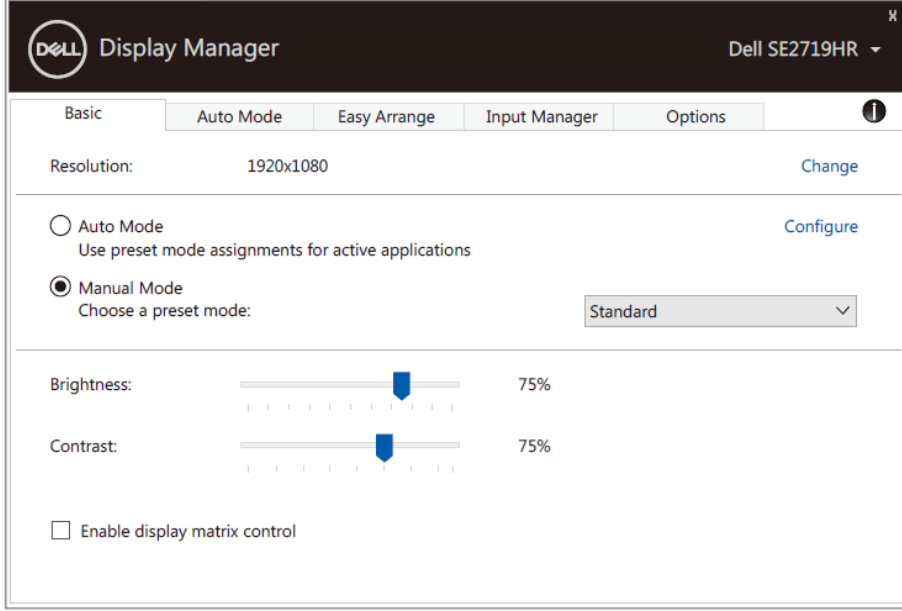 x
DELL Display Manager
Dell SE2719HR
Basic Auto Mode Easy Arrange Input Manager Options
Resolution: 1920x1080 Change
Auto Mode Configure
Use preset mode assignments for active applications
Manual Mode
Choose a preset mode: Standard
Brightness: 75%
Contrast: 75%
Enable display matrix control